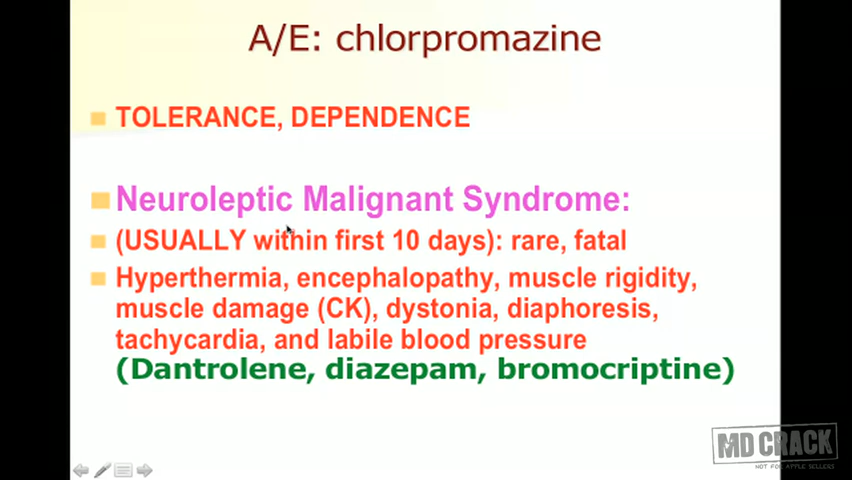 A/E: chlorpromazine
TOLERANCE, DEPENDENCE
Neuroleptic Malignant Syndrome:
(USUALLY within first 10 days): rare, fatal
Hyperthermia, encephalopathy, muscle rigidity,
muscle damage (CK), dystonia, diaphoresis,
tachycardia, and labile blood pressure
(Dantrolene, diazepam, bromocriptine)
MD CRACK
NOT FOR APPLE SELLERS